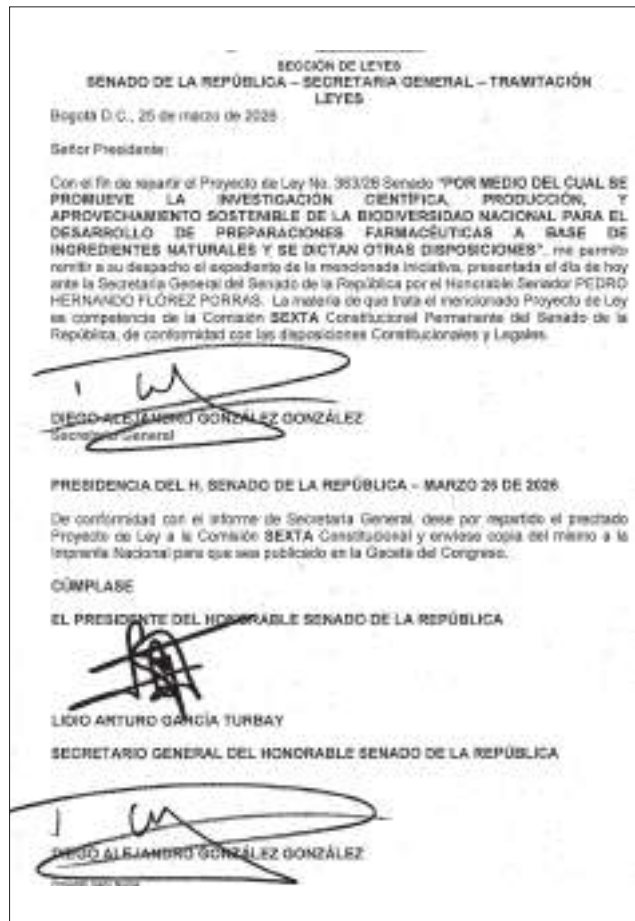 SECCIÓN DE LEYES
SENADO DE LA REPÚBLICA – SECRETARIA GENERAL – TRAMITACIÓN
LEYES
Bogotá D.C., 25 de marzo de 2026
Señor Presidente:
Con el fin de repartir el Proyecto de Ley No. 363/26 Senado "POR MEDIO DEL CUAL SE
PROMUEVE LA INVESTIGACIÓN CIENTÍFICA, PRODUCCIÓN, Y
APROVECHAMIENTO SOSTENIBLE DE LA BIODIVERSIDAD NACIONAL PARA EL
DESARROLLO DE PREPARACIONES FARMACÉUTICAS A BASE DE
INGREDIENTES NATURALES Y SE DICTAN OTRAS DISPOSICIONES", me permito
remitir a su despacho el expediente de la mencionada iniciativa, presentada el día de hoy
ante la Secretaría General del Senado de la República por el Honorable Senador PEDRO
HERNANDO FLÓREZ PORRAS. La materia de que trata el mencionado Proyecto de Ley
es competencia de la Comisión SEXTA Constitucional Permanente del Senado de la
República, de conformidad con las disposiciones Constitucionales y Legales.
DIEGO ALEJANDRO GONZÁLEZ GONZÁLEZ
Secretario General
PRESIDENCIA DEL H. SENADO DE LA REPÚBLICA – MARZO 25 DE 2026
De conformidad con el informe de Secretaría General, dese por repartido el precitado
Proyecto de Ley a la Comisión SEXTA Constitucional y envíese copia del mismo a la
Imprenta Nacional para que sea publicado en la Gaceta del Congreso.
CÚMPLASE
EL PRESIDENTE DEL HONORABLE SENADO DE LA REPÚBLICA
LIDIO ARTURO GARCÍA TURBAY
SECRETARIO GENERAL DEL HONORABLE SENADO DE LA REPÚBLICA
DIEGO ALEJANDRO GONZÁLEZ GONZÁLEZ